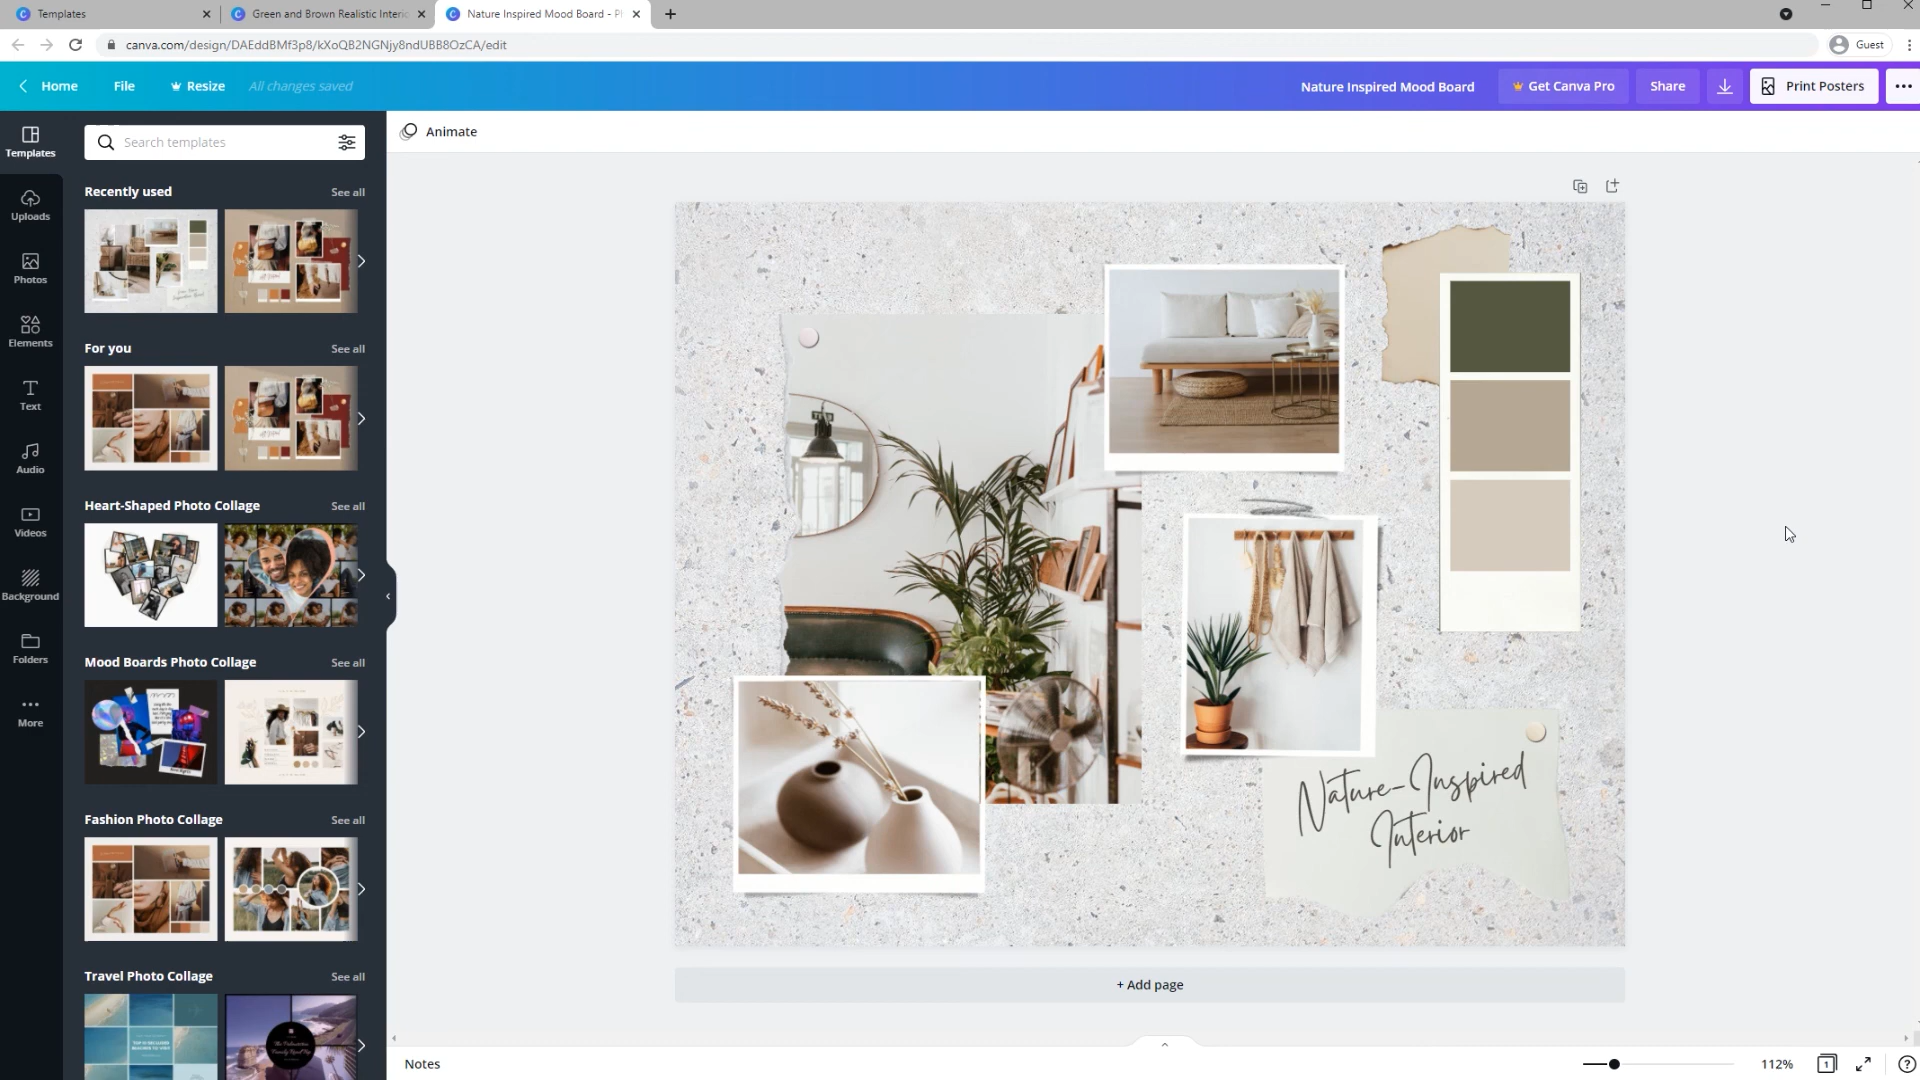 Templates
Green and Brown Realistic Interio
Nature Inspired Mood Board - P
canva.com/design/DAEddBMf3p8/kXoQB2NGNjy8ndUBB8OzCA/edit
Guest
Home
File
Resize
All changes saved
Nature Inspired Mood Board
Get Canva Pro
Share
Print Posters
Templates
Uploads
Photos
Elements
Text
Audio
Videos
Background
Folders
More
Search templates
Recently used
See all
For you
See all
Heart-Shaped Photo Collage
See all
Mood Boards Photo Collage
See all
Fashion Photo Collage
See all
Travel Photo Collage
See all
Animate
Nature-Inspired
Interior
+ Add page
Notes
112%
1